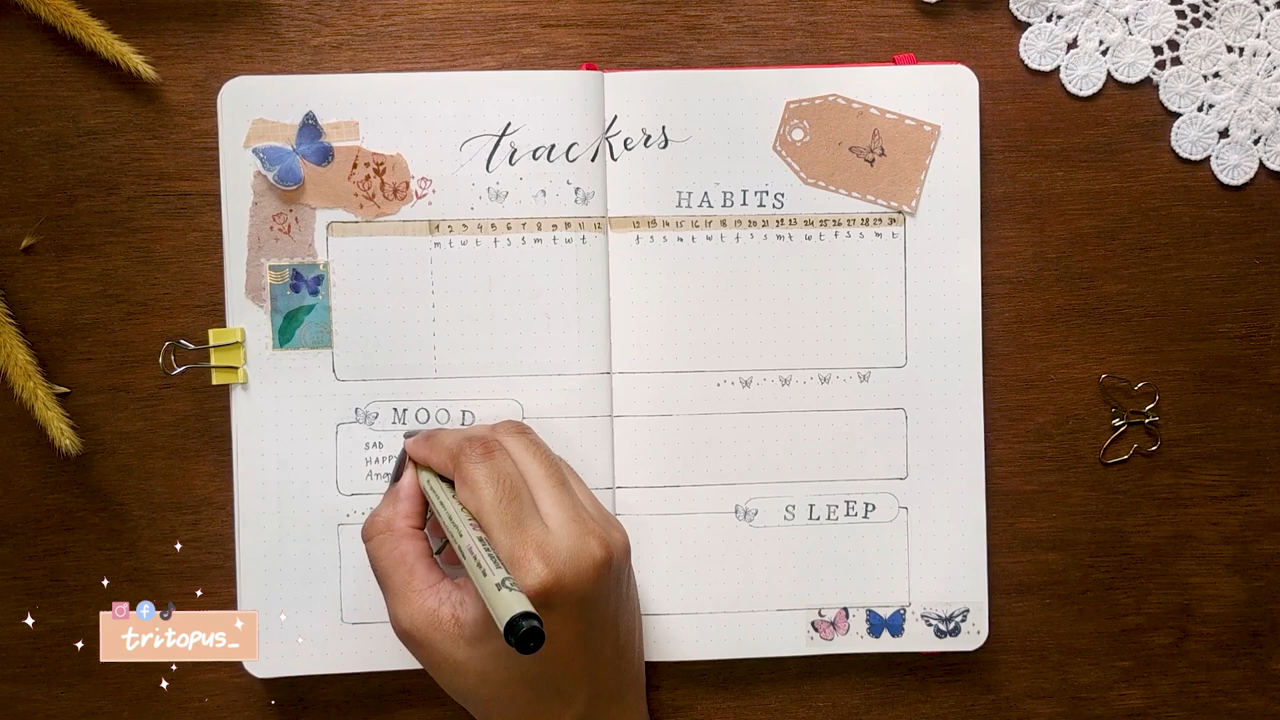 trackers
HABITS
1 2 3 4 5 6 7 8 9 10 11 12
12 13 14 15 16 17 18 19 20 21 22 23 24 25 26 27 28 29 30 31
m t w t f s s m t w t
f s s m t w t f s s m t w t f s s m t
MOOD
SAD
HAPPY
Ang
SLEEP
tritopus_